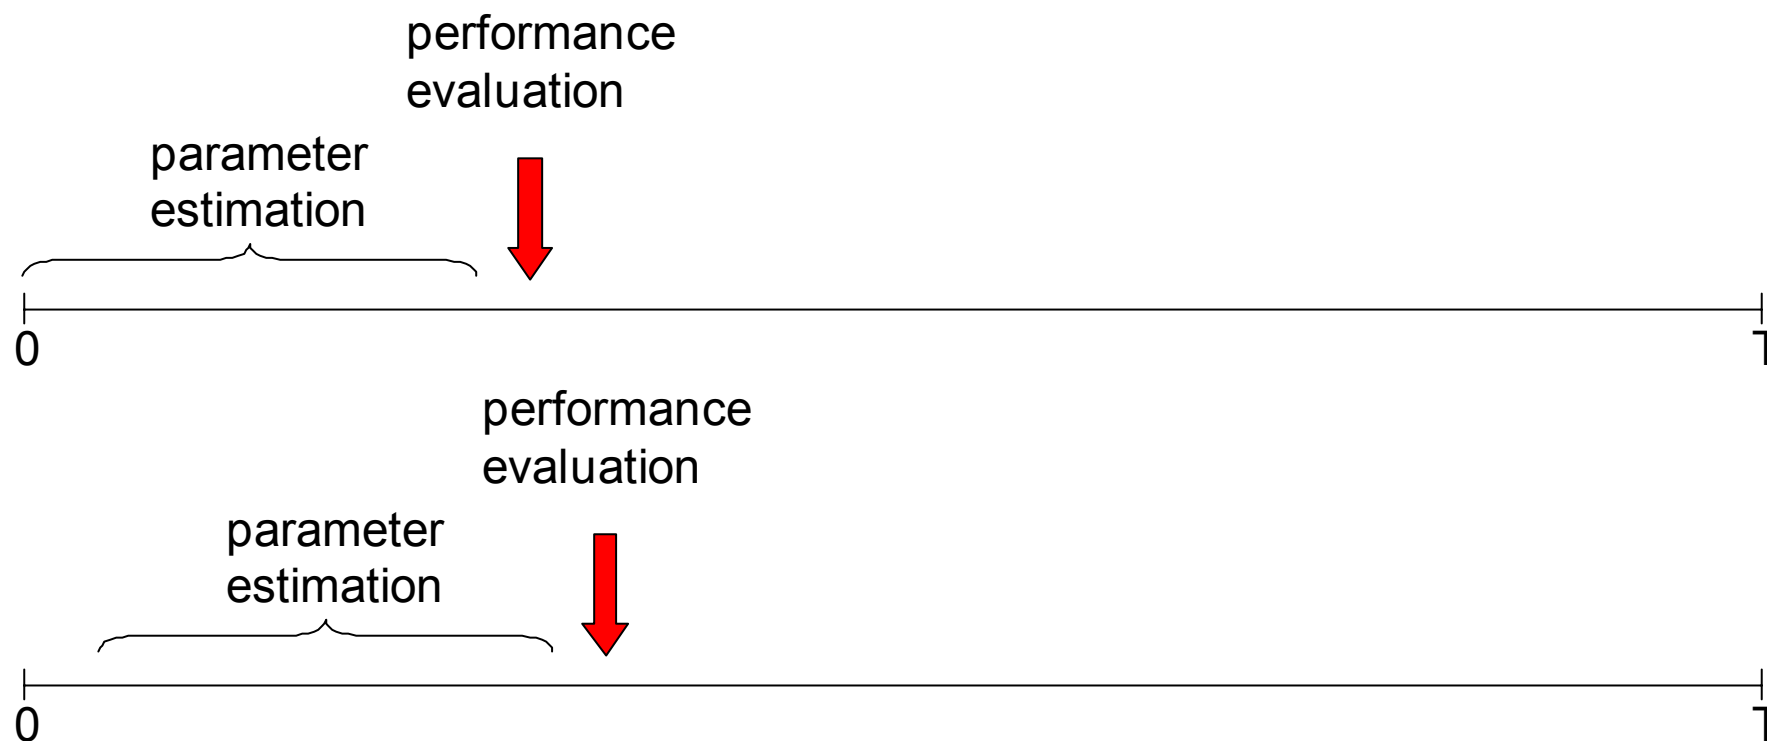 performance
evaluation
parameter
estimation
0
T
performance
evaluation
parameter
estimation
0
T